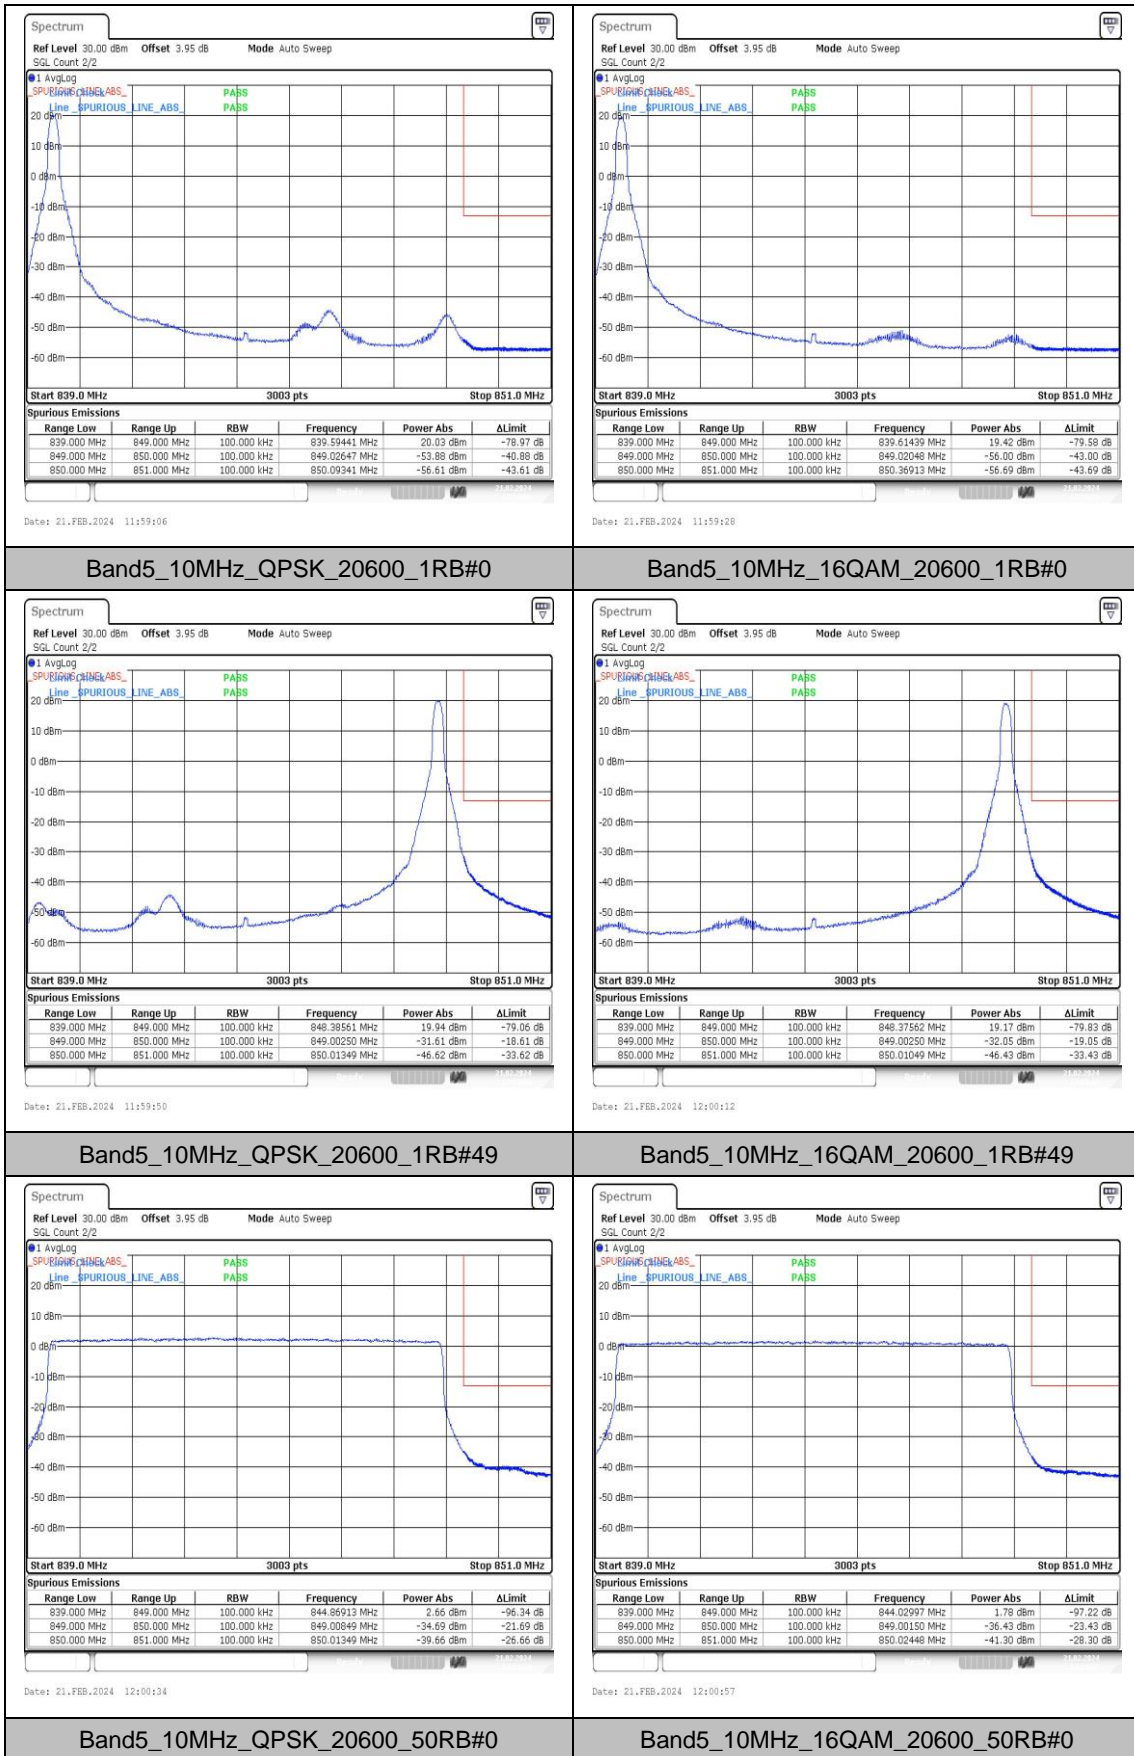 Spectrum
Ref Level 30.00 dBm Offset 3.95 dB Mode Auto Sweep
SGL Count 2/2
1 AvgLog
Limit Check PASS
_SPURIOUS_LINE_ABS_
Line _SPURIOUS_LINE_ABS_ PASS
20 dBm
10 dBm
0 dBm
-10 dBm
-20 dBm
-30 dBm
-40 dBm
-50 dBm
-60 dBm
Start 839.0 MHz 3003 pts Stop 851.0 MHz
Spurious Emissions
Range Low Range Up RBW Frequency Power Abs ΔLimit
839.000 MHz 849.000 MHz 100.000 kHz 839.59441 MHz 20.03 dBm -78.97 dB
849.000 MHz 850.000 MHz 100.000 kHz 849.02647 MHz -53.88 dBm -40.88 dB
850.000 MHz 851.000 MHz 100.000 kHz 850.09341 MHz -56.61 dBm -43.61 dB
Date: 21.FEB.2024 11:59:06
Spectrum
Ref Level 30.00 dBm Offset 3.95 dB Mode Auto Sweep
SGL Count 2/2
1 AvgLog
Limit Check PASS
_SPURIOUS_LINE_ABS_
Line _SPURIOUS_LINE_ABS_ PASS
20 dBm
10 dBm
0 dBm
-10 dBm
-20 dBm
-30 dBm
-40 dBm
-50 dBm
-60 dBm
Start 839.0 MHz 3003 pts Stop 851.0 MHz
Spurious Emissions
Range Low Range Up RBW Frequency Power Abs ΔLimit
839.000 MHz 849.000 MHz 100.000 kHz 839.61439 MHz 19.42 dBm -79.58 dB
849.000 MHz 850.000 MHz 100.000 kHz 849.02048 MHz -56.00 dBm -43.00 dB
850.000 MHz 851.000 MHz 100.000 kHz 850.36913 MHz -56.69 dBm -43.69 dB
Date: 21.FEB.2024 11:59:28
Band5_10MHz_QPSK_20600_1RB#0
Band5_10MHz_16QAM_20600_1RB#0
Spectrum
Ref Level 30.00 dBm Offset 3.95 dB Mode Auto Sweep
SGL Count 2/2
1 AvgLog
Limit Check PASS
_SPURIOUS_LINE_ABS_
Line _SPURIOUS_LINE_ABS_ PASS
20 dBm
10 dBm
0 dBm
-10 dBm
-20 dBm
-30 dBm
-40 dBm
-50 dBm
-60 dBm
Start 839.0 MHz 3003 pts Stop 851.0 MHz
Spurious Emissions
Range Low Range Up RBW Frequency Power Abs ΔLimit
839.000 MHz 849.000 MHz 100.000 kHz 848.38561 MHz 19.94 dBm -79.06 dB
849.000 MHz 850.000 MHz 100.000 kHz 849.00250 MHz -31.61 dBm -18.61 dB
850.000 MHz 851.000 MHz 100.000 kHz 850.01349 MHz -46.62 dBm -33.62 dB
Date: 21.FEB.2024 11:59:50
Spectrum
Ref Level 30.00 dBm Offset 3.95 dB Mode Auto Sweep
SGL Count 2/2
1 AvgLog
Limit Check PASS
_SPURIOUS_LINE_ABS_
Line _SPURIOUS_LINE_ABS_ PASS
20 dBm
10 dBm
0 dBm
-10 dBm
-20 dBm
-30 dBm
-40 dBm
-50 dBm
-60 dBm
Start 839.0 MHz 3003 pts Stop 851.0 MHz
Spurious Emissions
Range Low Range Up RBW Frequency Power Abs ΔLimit
839.000 MHz 849.000 MHz 100.000 kHz 848.37562 MHz 19.17 dBm -79.83 dB
849.000 MHz 850.000 MHz 100.000 kHz 849.00250 MHz -32.05 dBm -19.05 dB
850.000 MHz 851.000 MHz 100.000 kHz 850.01049 MHz -46.43 dBm -33.43 dB
Date: 21.FEB.2024 12:00:12
Band5_10MHz_QPSK_20600_1RB#49
Band5_10MHz_16QAM_20600_1RB#49
Spectrum
Ref Level 30.00 dBm Offset 3.95 dB Mode Auto Sweep
SGL Count 2/2
1 AvgLog
Limit Check PASS
_SPURIOUS_LINE_ABS_
Line _SPURIOUS_LINE_ABS_ PASS
20 dBm
10 dBm
0 dBm
-10 dBm
-20 dBm
-30 dBm
-40 dBm
-50 dBm
-60 dBm
Start 839.0 MHz 3003 pts Stop 851.0 MHz
Spurious Emissions
Range Low Range Up RBW Frequency Power Abs ΔLimit
839.000 MHz 849.000 MHz 100.000 kHz 844.86913 MHz 2.66 dBm -96.34 dB
849.000 MHz 850.000 MHz 100.000 kHz 849.00849 MHz -34.69 dBm -21.69 dB
850.000 MHz 851.000 MHz 100.000 kHz 850.01349 MHz -39.66 dBm -26.66 dB
Date: 21.FEB.2024 12:00:34
Spectrum
Ref Level 30.00 dBm Offset 3.95 dB Mode Auto Sweep
SGL Count 2/2
1 AvgLog
Limit Check PASS
_SPURIOUS_LINE_ABS_
Line _SPURIOUS_LINE_ABS_ PASS
20 dBm
10 dBm
0 dBm
-10 dBm
-20 dBm
-30 dBm
-40 dBm
-50 dBm
-60 dBm
Start 839.0 MHz 3003 pts Stop 851.0 MHz
Spurious Emissions
Range Low Range Up RBW Frequency Power Abs ΔLimit
839.000 MHz 849.000 MHz 100.000 kHz 844.02997 MHz 1.78 dBm -97.22 dB
849.000 MHz 850.000 MHz 100.000 kHz 849.00150 MHz -36.43 dBm -23.43 dB
850.000 MHz 851.000 MHz 100.000 kHz 850.02448 MHz -41.30 dBm -28.30 dB
Date: 21.FEB.2024 12:00:57
Band5_10MHz_QPSK_20600_50RB#0
Band5_10MHz_16QAM_20600_50RB#0